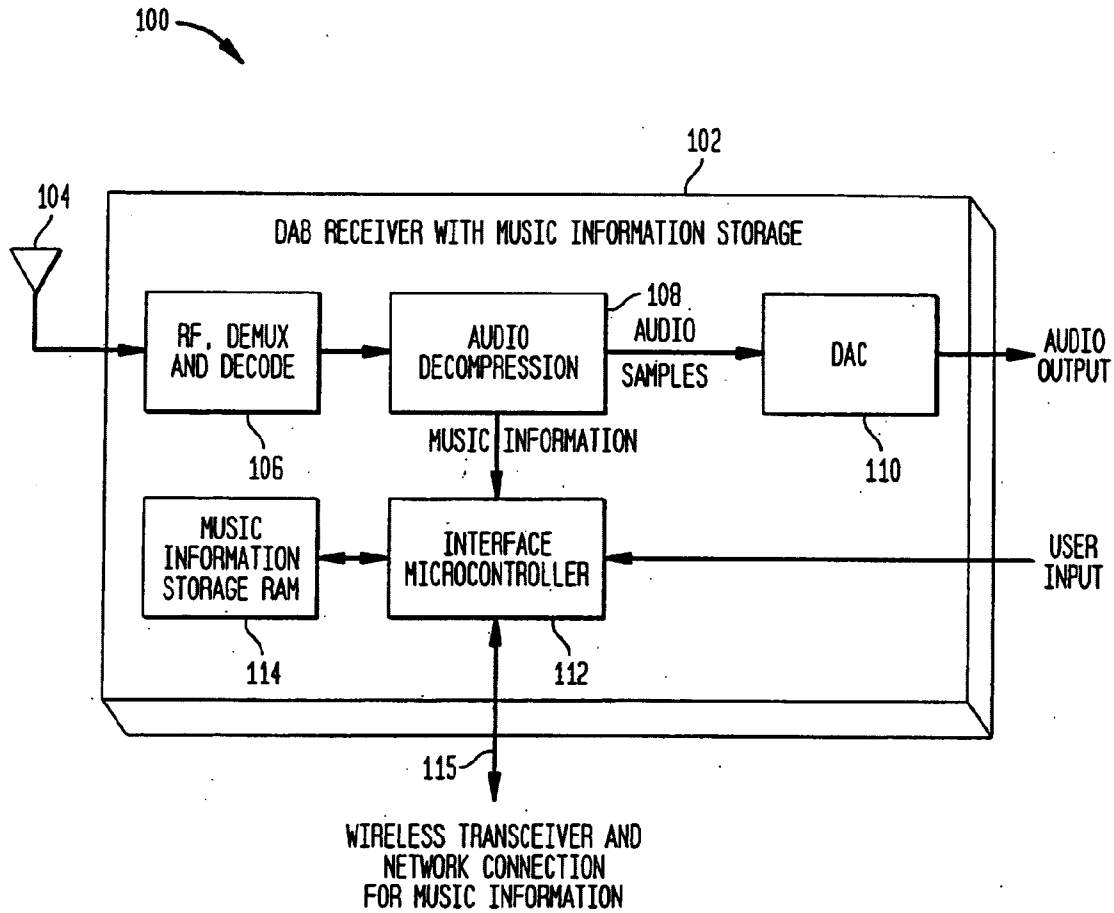 100
102
104
DAB RECEIVER WITH MUSIC INFORMATION STORAGE
108
RF, DEMUX
AND DECODE
AUDIO
DECOMPRESSION
AUDIO
SAMPLES
DAC
AUDIO
OUTPUT
106
MUSIC INFORMATION
110
MUSIC
INFORMATION
STORAGE RAM
INTERFACE
MICROCONTROLLER
USER
INPUT
114
112
115
WIRELESS TRANSCEIVER AND
NETWORK CONNECTION
FOR MUSIC INFORMATION